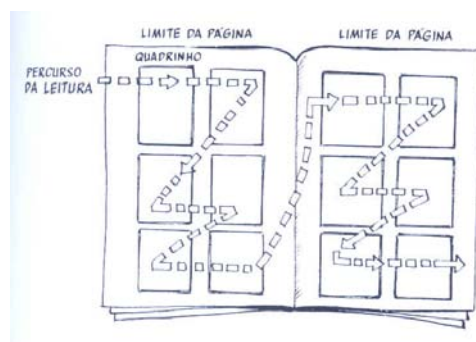 LIMITE DA PÁGINA
LIMITE DA PÁGINA
QUADRINHO
PERCURSO
DA LEITURA